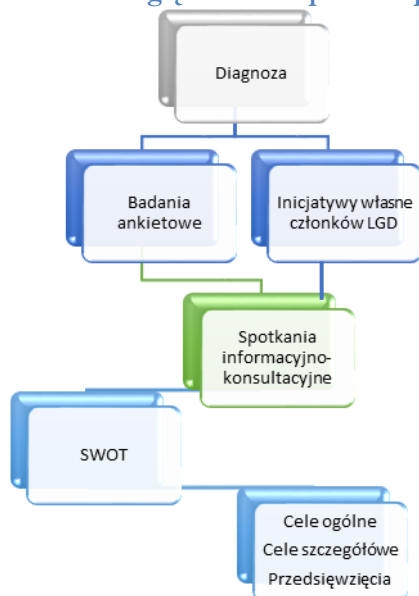 Diagnoza
Badania
ankietowe
Inicjatywy własne
członków LGD
Spotkania
informacyjno-
konsultacyjne
SWOT
Cele ogólne
Cele szczegółowe
Przedsięwzięcia